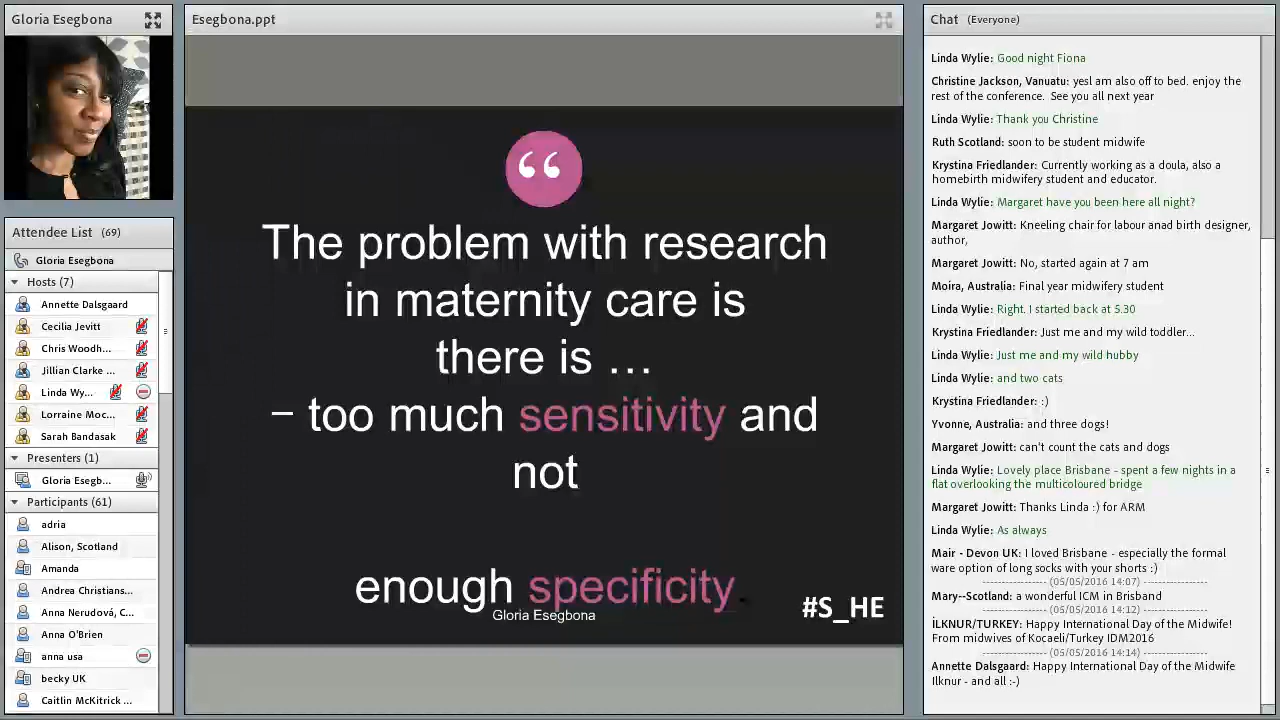 Gloria Esegbona
Attendee List (69)
Gloria Esegbona
Hosts (7)
Annette Dalsgaard
Cecilia Jevitt
Chris Woodh...
Jillian Clarke ...
Linda Wy...
Lorraine Moc...
Sarah Bandasak
Presenters (1)
Gloria Esegb...
Participants (61)
adria
Alison, Scotland
Amanda
Andrea Christians...
Anna Nerudová, C...
Anna O'Brien
anna usa
becky UK
Caitlin McKitrick ...
Esegbona.ppt
“
The problem with research
in maternity care is
there is …
– too much sensitivity and
not
enough specificity.
Gloria Esegbona
#S_HE
Chat (Everyone)
Linda Wylie: Good night Fiona
Christine Jackson, Vanuatu: yesI am also off to bed. enjoy the
rest of the conference. See you all next year
Linda Wylie: Thank you Christine
Ruth Scotland: soon to be student midwife
Krystina Friedlander: Currently working as a doula, also a
homebirth midwifery student and educator.
Linda Wylie: Margaret have you been here all night?
Margaret Jowitt: Kneeling chair for labour anad birth designer,
author,
Margaret Jowitt: No, started again at 7 am
Moira, Australia: Final year midwifery student
Linda Wylie: Right. I started back at 5.30
Krystina Friedlander: Just me and my wild toddler...
Linda Wylie: Just me and my wild hubby
Linda Wylie: and two cats
Krystina Friedlander: :)
Yvonne, Australia: and three dogs!
Margaret Jowitt: can't count the cats and dogs
Linda Wylie: Lovely place Brisbane - spent a few nights in a
flat overlooking the multicoloured bridge
Margaret Jowitt: Thanks Linda :) for ARM
Linda Wylie: As always
Mair - Devon UK: I loved Brisbane - especially the formal
ware option of long socks with your shorts :)
----------------- (05/05/2016 14:07) -----------------
Mary--Scotland: a wonderful ICM in Brisbane
----------------- (05/05/2016 14:12) -----------------
İLKNUR/TURKEY: Happy International Day of the Midwife!
From midwives of Kocaeli/Turkey IDM2016
----------------- (05/05/2016 14:14) -----------------
Annette Dalsgaard: Happy International Day of the Midwife
Ilknur - and all :-)